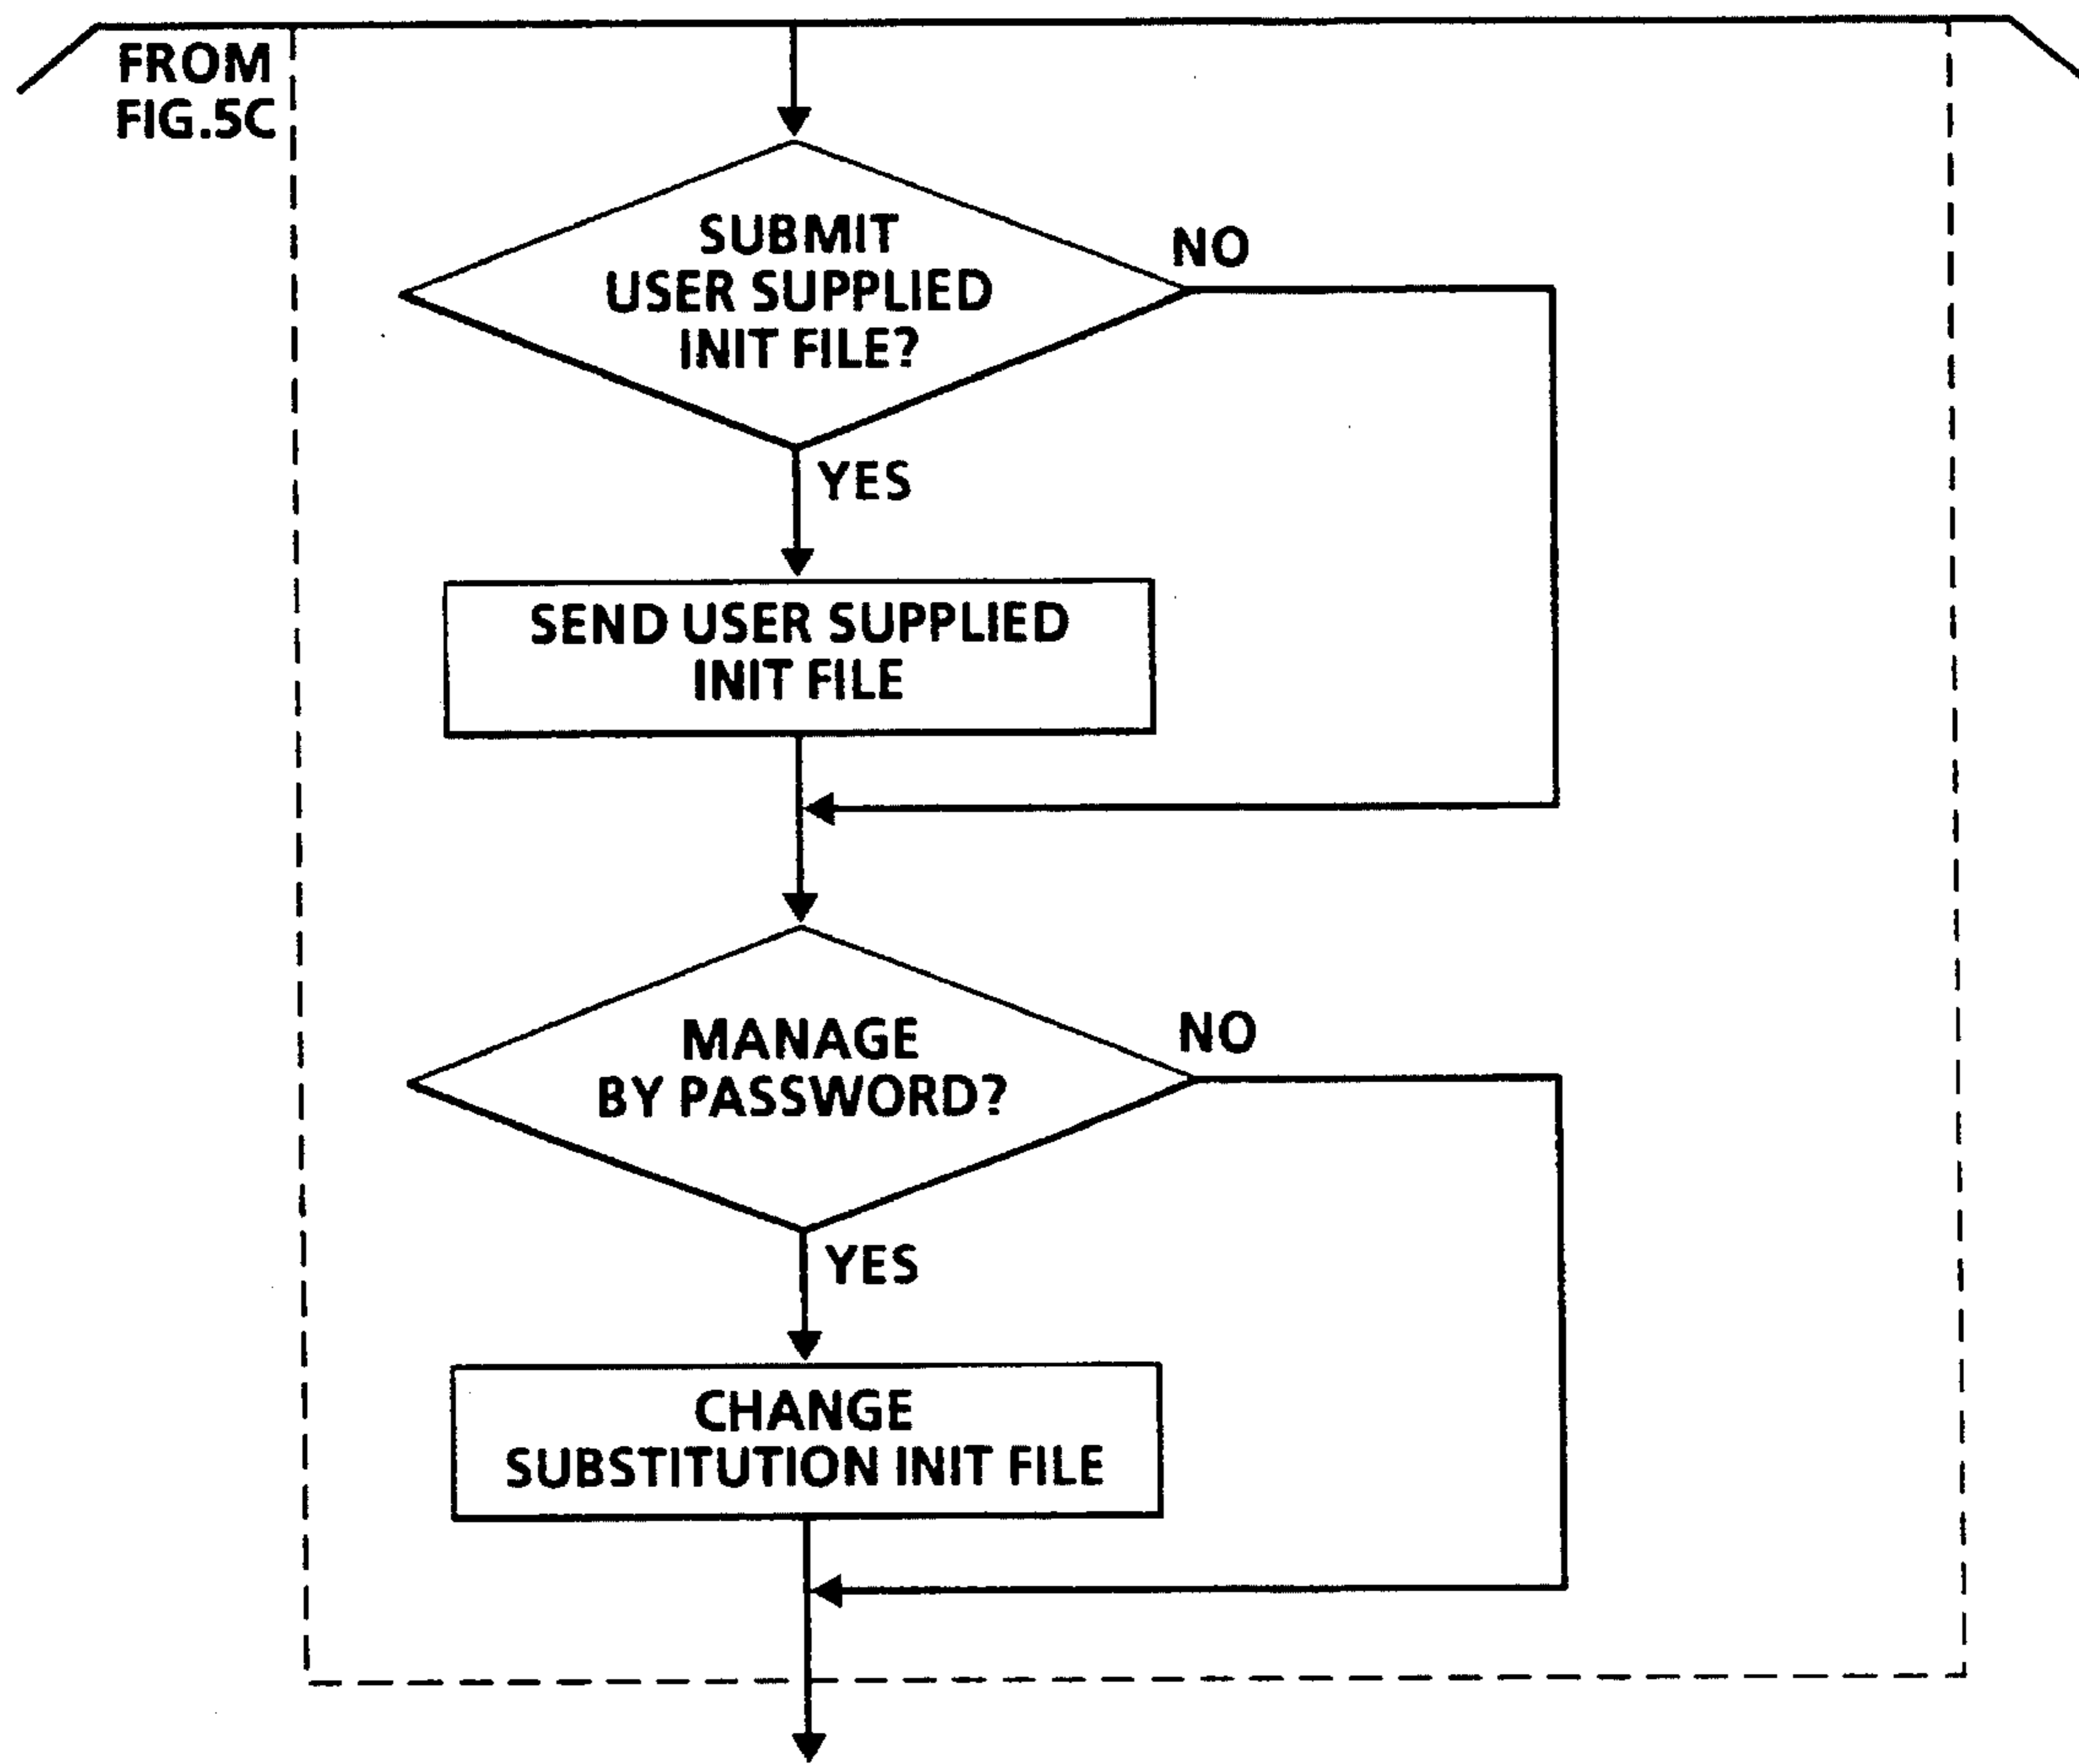 FROM
FIG.5C
SUBMIT
USER SUPPLIED
INIT FILE?
NO
YES
SEND USER SUPPLIED
INIT FILE
MANAGE
BY PASSWORD?
NO
YES
CHANGE
SUBSTITUTION INIT FILE